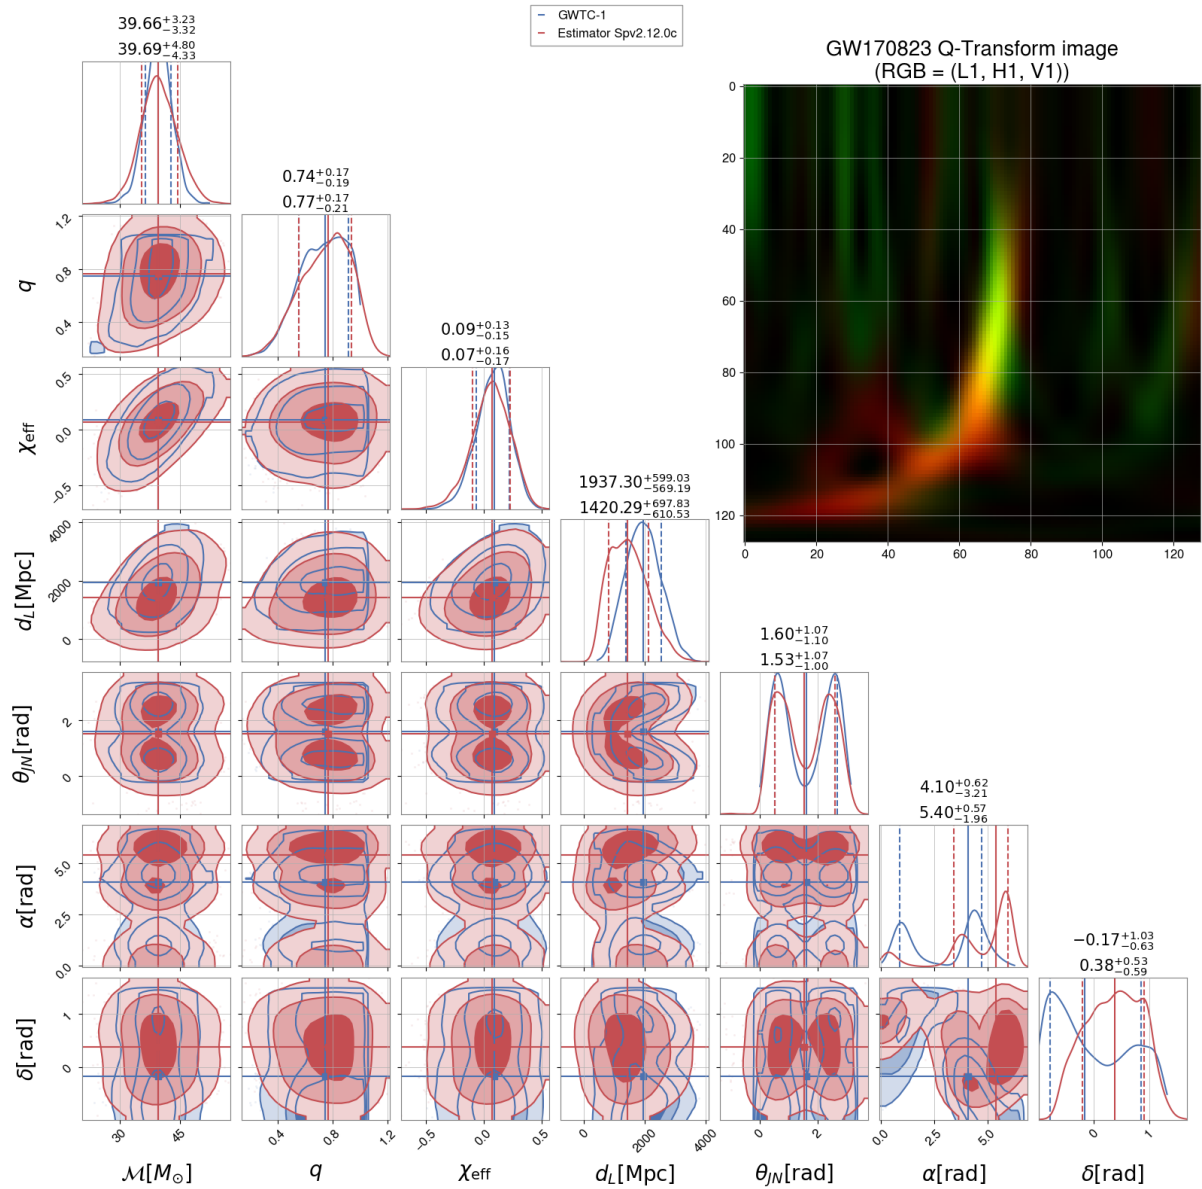 GWTC-1
Estimator Spv2.12.0c
39.66+3.23−3.32
39.69+4.80−4.33
GW170823 Q-Transform image
(RGB = (L1, H1, V1))
0
20
40
60
80
100
120
0 20 40 60 80 100 120
0.74+0.17−0.19
0.77+0.17−0.21
1.2
0.8
0.4
q
0.09+0.13−0.15
0.07+0.16−0.17
0.5
0.0
−0.5
χeff
1937.30+599.03−569.19
1420.29+697.83−610.53
4000
2000
0
dL[Mpc]
1.60+1.07−1.10
1.53+1.07−1.00
2
0
θJN[rad]
4.10+0.62−3.21
5.40+0.57−1.96
5.0
2.5
0.0
α[rad]
−0.17+1.03−0.63
0.38+0.53−0.59
1
0
δ[rad]
30 45 0.4 0.8 1.2 −0.5 0.0 0.5 0 2000 4000 0 2 0.0 2.5 5.0 0 1
ℳ[M⊙] q χeff dL[Mpc] θJN[rad] α[rad] δ[rad]